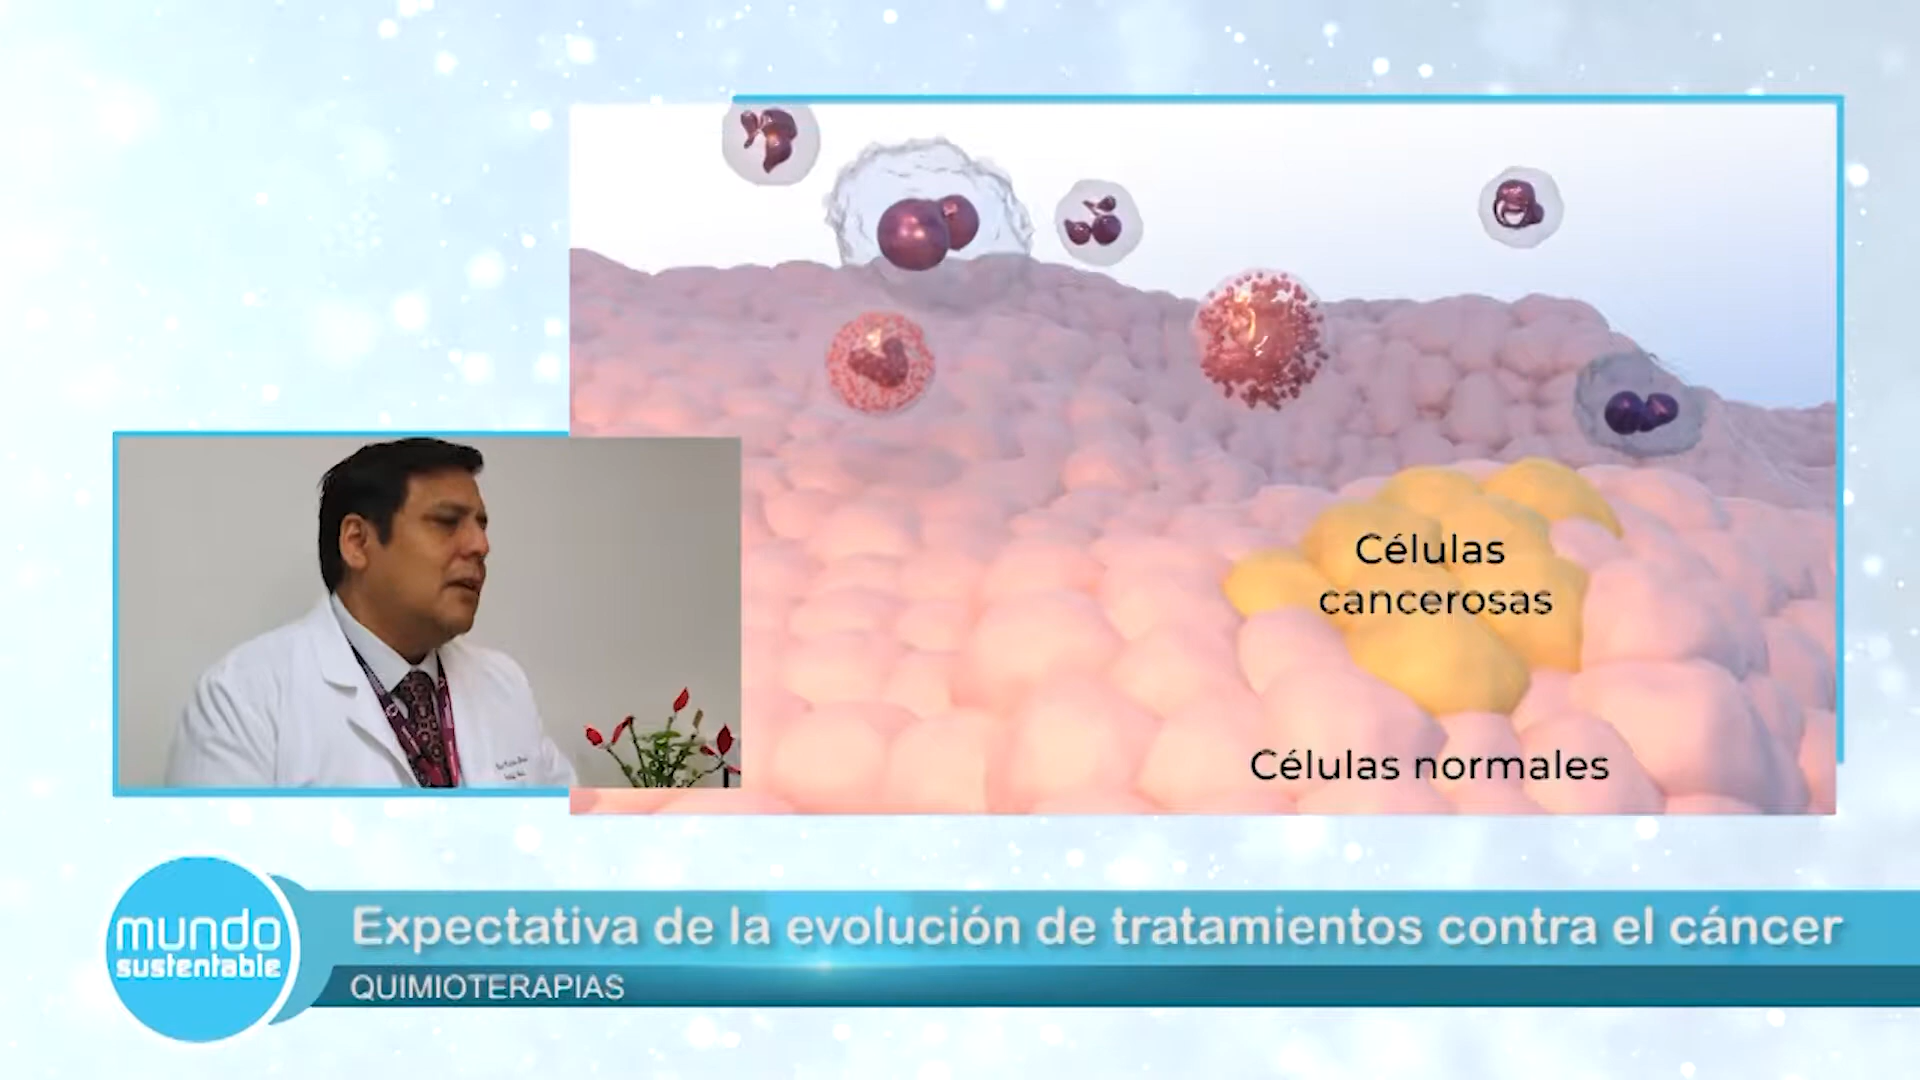 Células
cancerosas
Células normales
mundo
sustentable
Expectativa de la evolución de tratamientos contra el cáncer
QUIMIOTERAPIAS